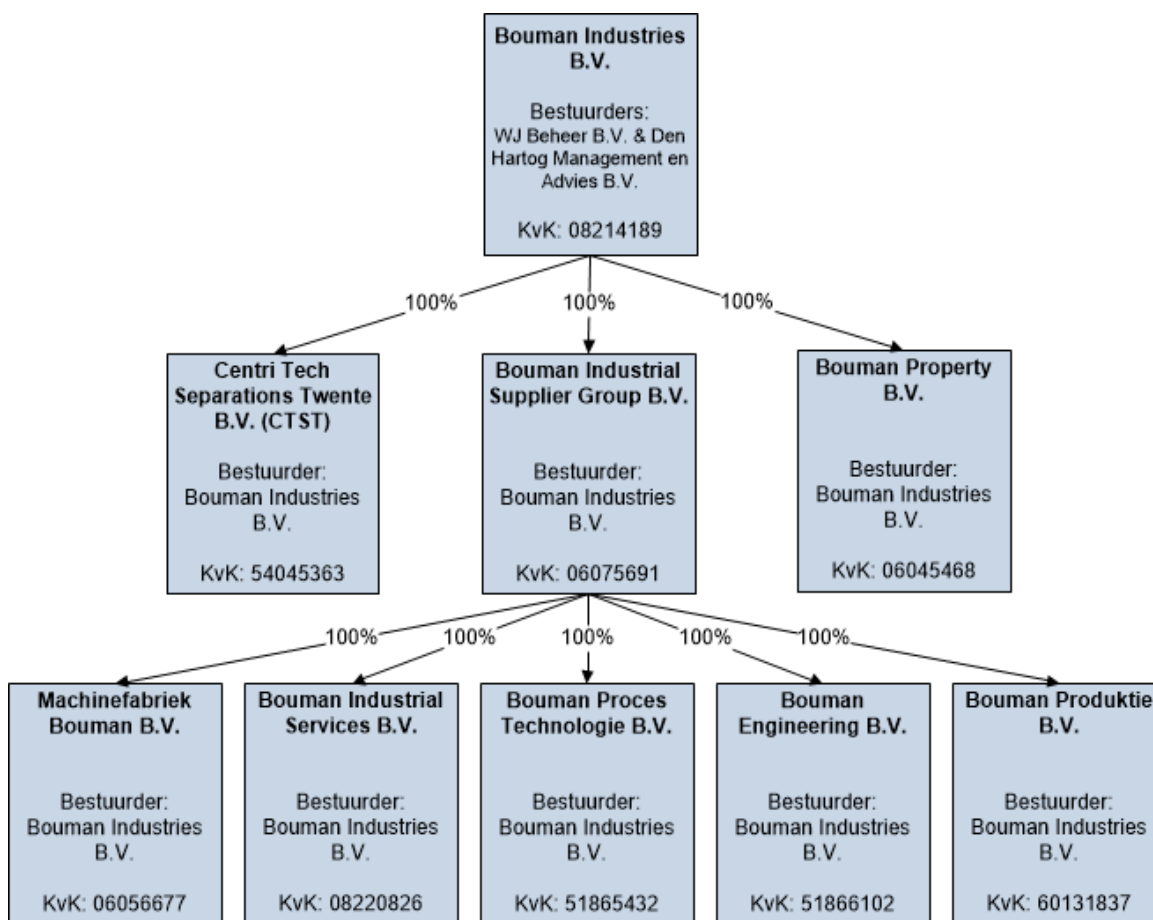 Bouman Industries
B.V.
Bestuurders:
WJ Beheer B.V. & Den
Hartog Management en
Advies B.V.
KvK: 08214189
100%
100%
100%
Centri Tech
Separations Twente
B.V. (CTST)
Bestuurder:
Bouman Industries
B.V.
KvK: 54045363
Bouman Industrial
Supplier Group B.V.
Bestuurder:
Bouman Industries
B.V.
KvK: 06075691
Bouman Property
B.V.
Bestuurder:
Bouman Industries
B.V.
KvK: 06045468
100%
100%
100%
100%
100%
Machinefabriek
Bouman B.V.
Bestuurder:
Bouman Industries
B.V.
KvK: 06056677
Bouman Industrial
Services B.V.
Bestuurder:
Bouman Industries
B.V.
KvK: 08220826
Bouman Proces
Technologie B.V.
Bestuurder:
Bouman Industries
B.V.
KvK: 51865432
Bouman
Engineering B.V.
Bestuurder:
Bouman Industries
B.V.
KvK: 51866102
Bouman Produktie
B.V.
Bestuurder:
Bouman Industries
B.V.
KvK: 60131837